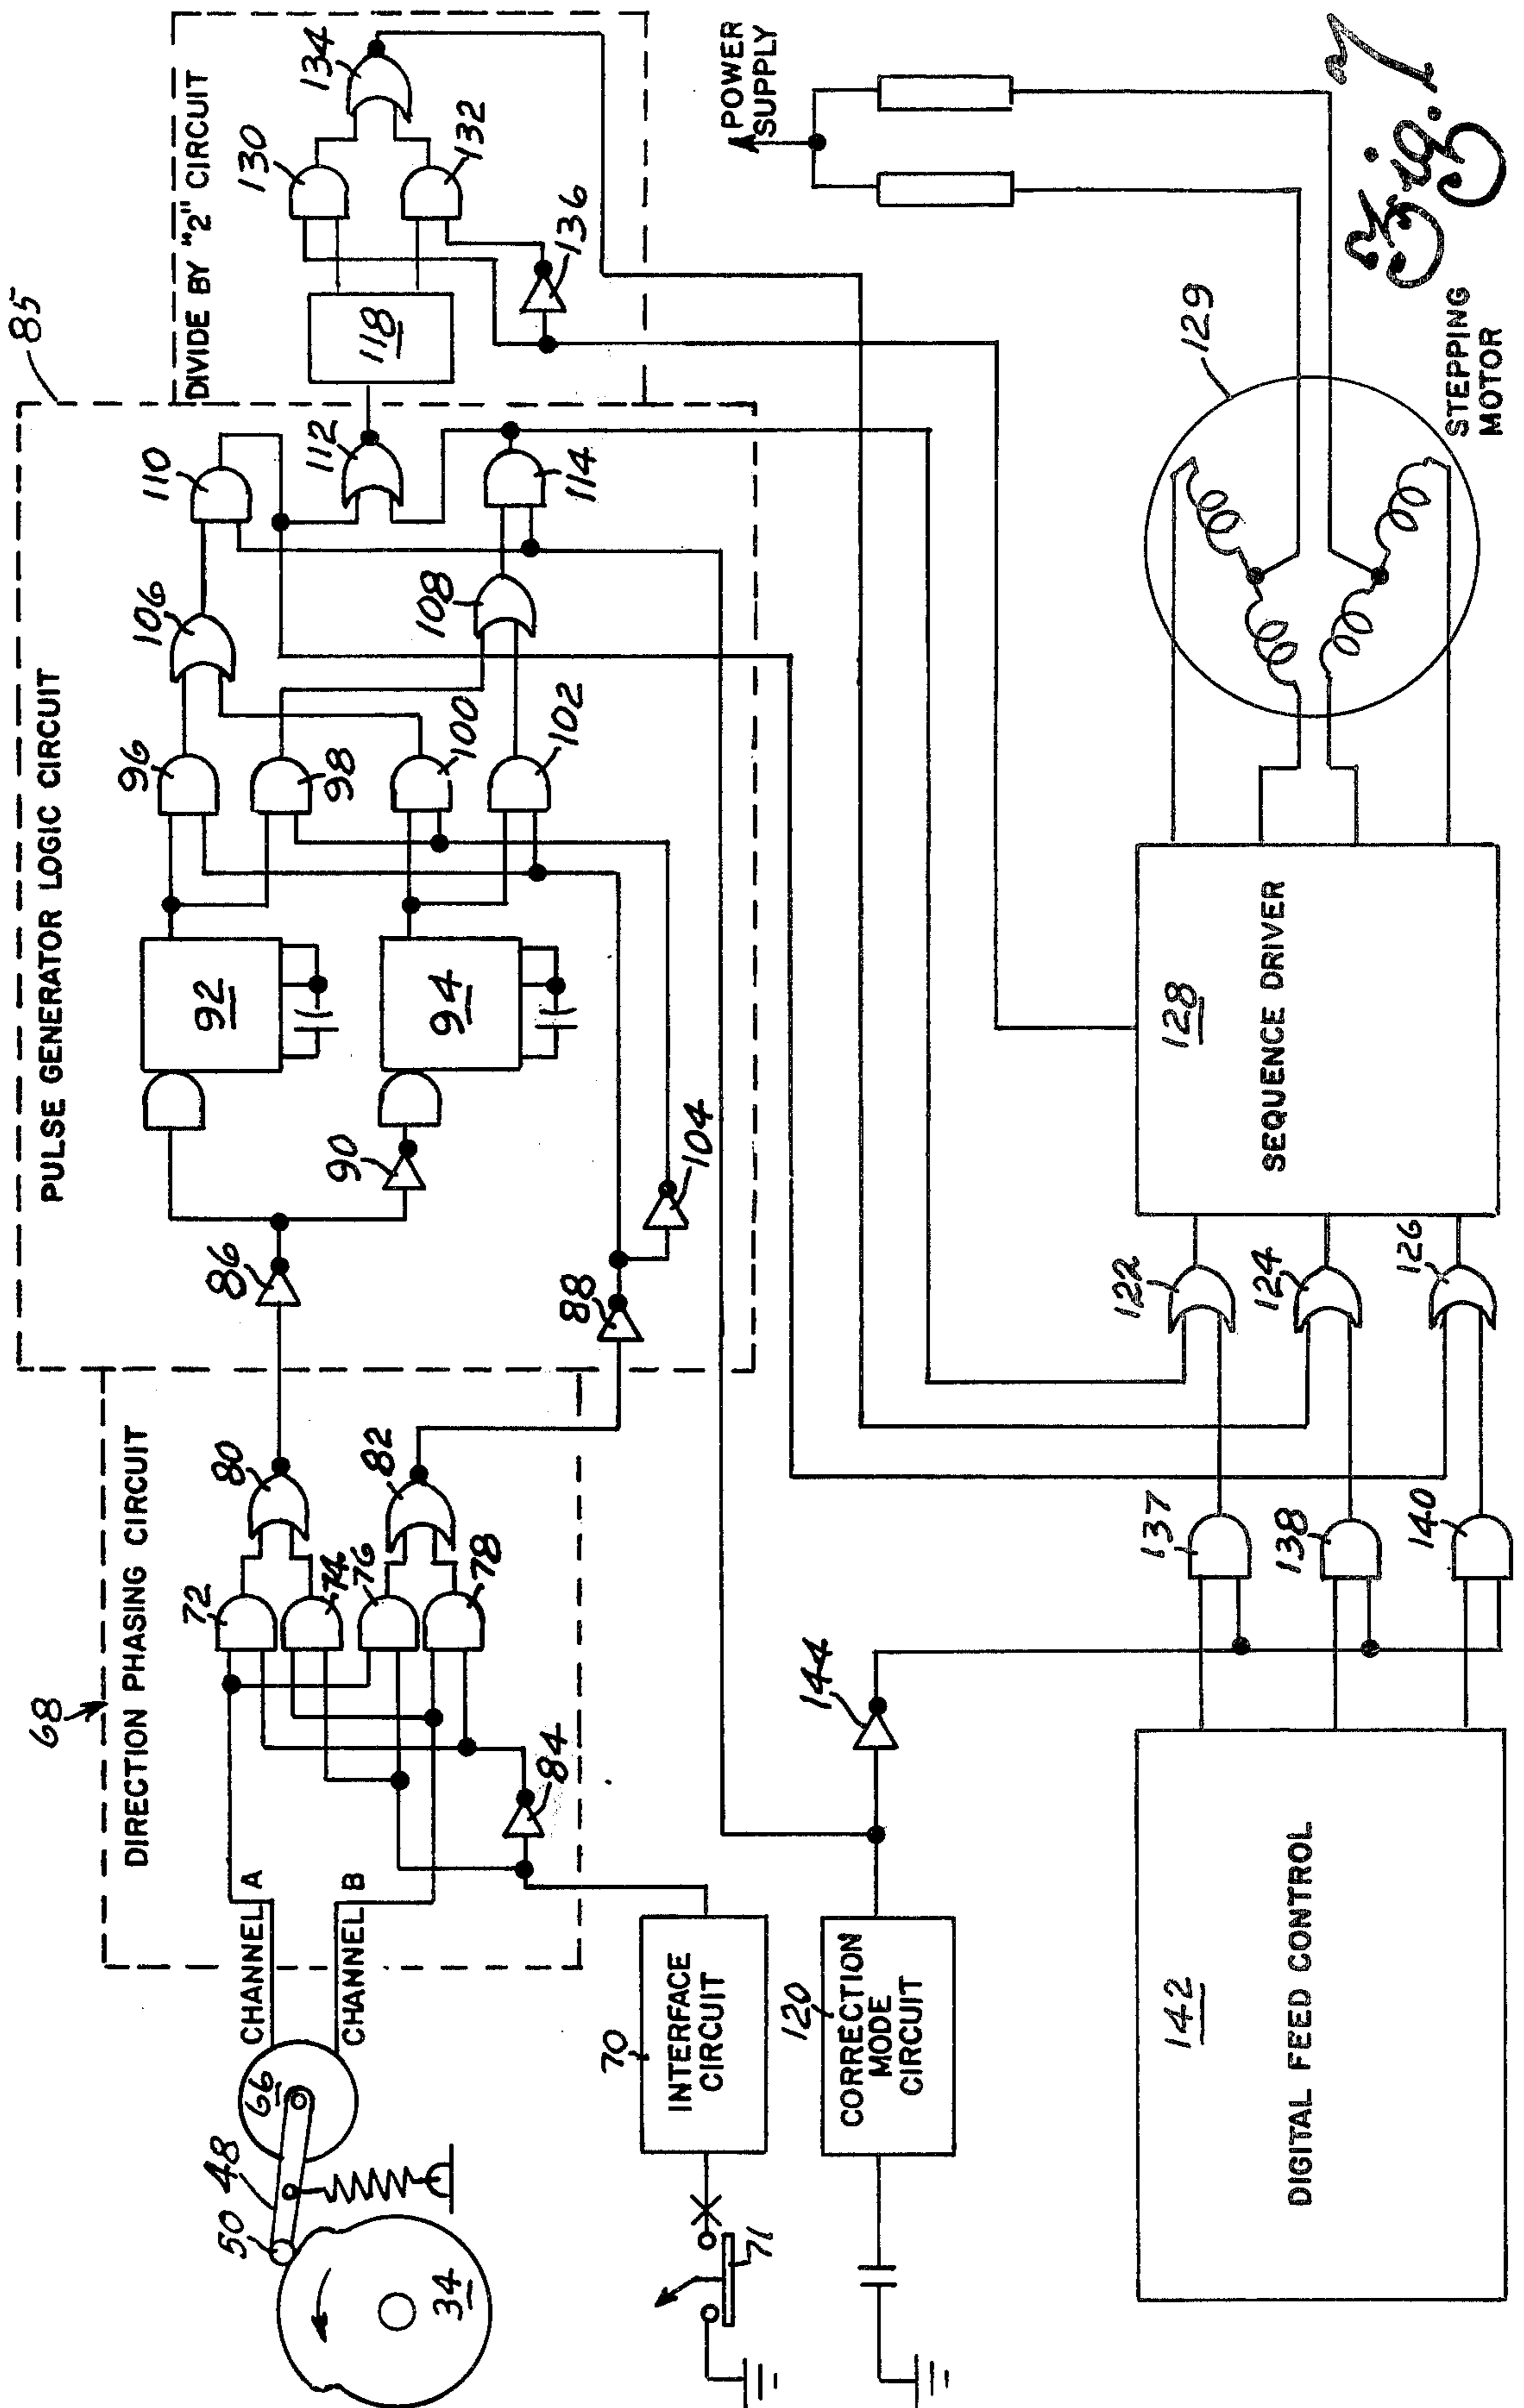 85
PULSE GENERATOR LOGIC CIRCUIT
DIVIDE BY "2" CIRCUIT
68
DIRECTION PHASING CIRCUIT
CHANNEL A
CHANNEL B
34
50
48
66
72
74
76
78
80
82
84
86
88
90
92
94
96
98
100
102
104
106
108
110
112
114
118
130
132
134
136
70
INTERFACE
CIRCUIT
71
120
CORRECTION
MODE
CIRCUIT
144
142
DIGITAL FEED CONTROL
137
138
140
122
124
126
128
SEQUENCE DRIVER
129
STEPPING
MOTOR
POWER
SUPPLY
Fig. 7